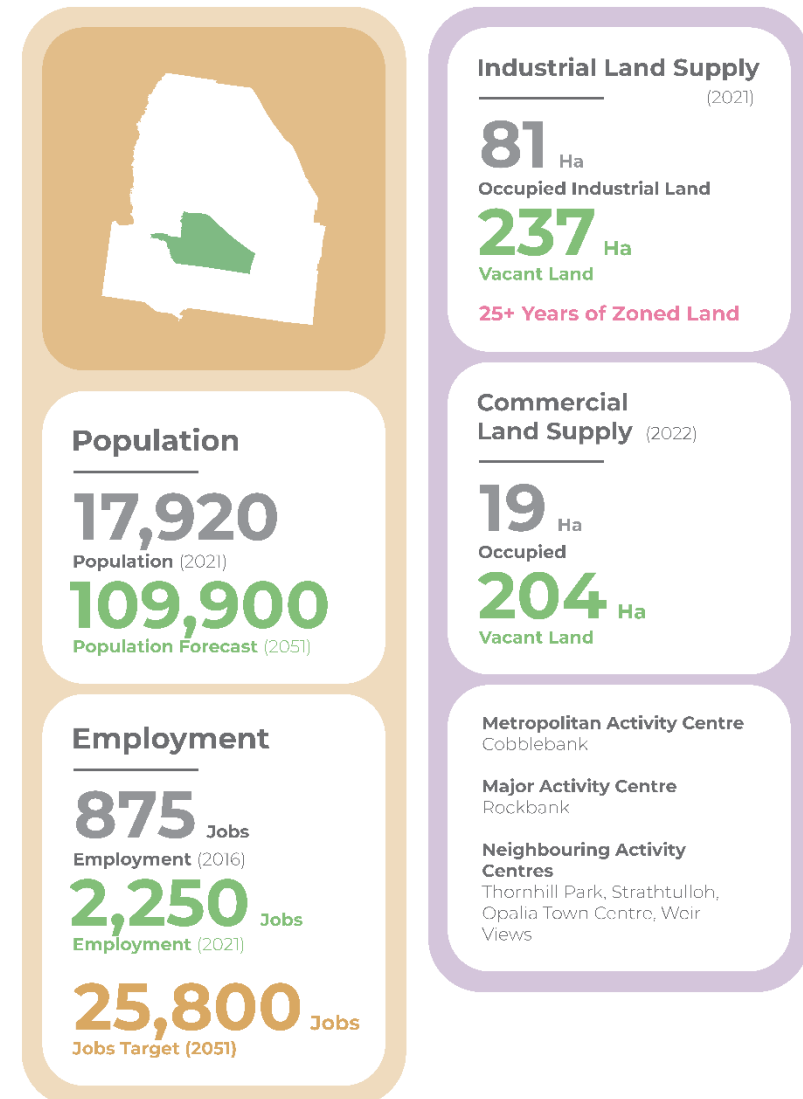 Population
17,920
Population (2021)
109,900
Population Forecast (2051)
Employment
875 Jobs
Employment (2016)
2,250 Jobs
Employment (2021)
25,800 Jobs
Jobs Target (2051)
Industrial Land Supply
(2021)
81 Ha
Occupied Industrial Land
237 Ha
Vacant Land
25+ Years of Zoned Land
Commercial
Land Supply (2022)
19 Ha
Occupied
204 Ha
Vacant Land
Metropolitan Activity Centre
Cobblebank
Major Activity Centre
Rockbank
Neighbouring Activity
Centres
Thornhill Park, Strathtulloh,
Opalia Town Centre, Weir
Views